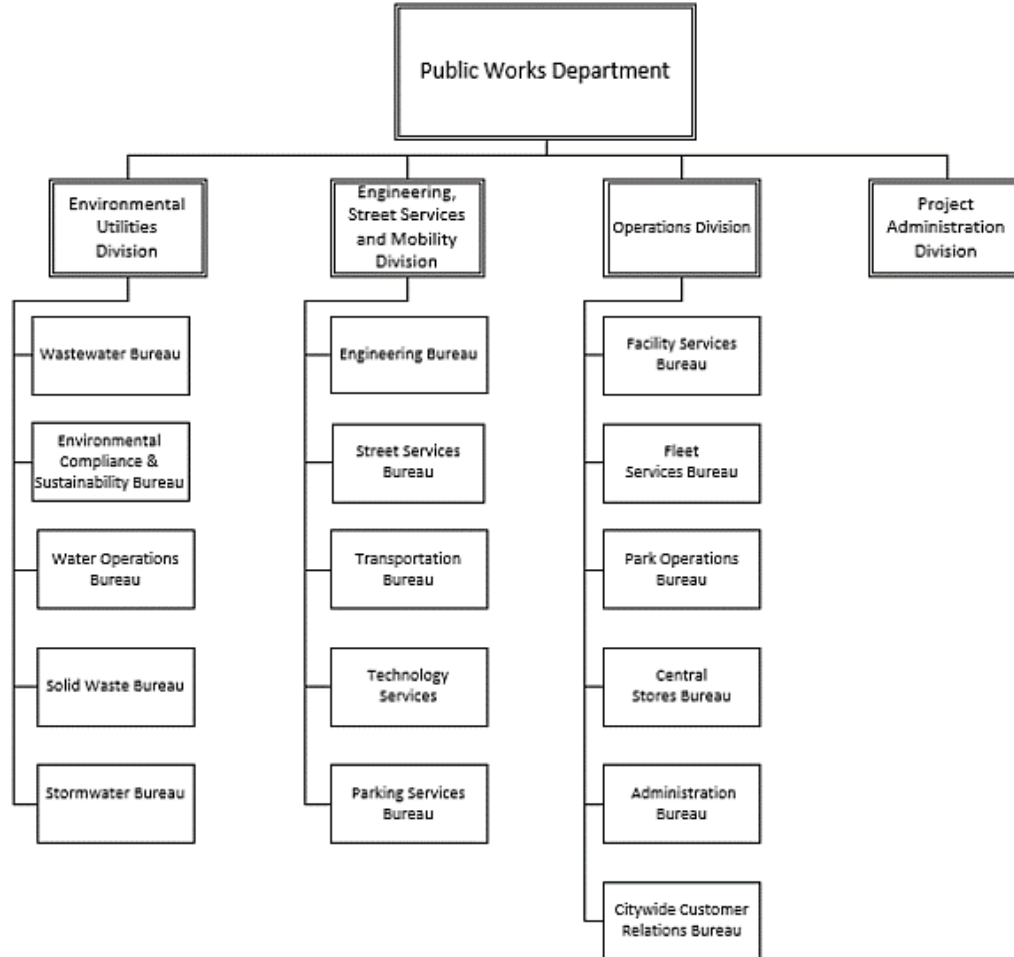 Public Works Department
Environmental
Utilities
Division
Engineering,
Street Services
and Mobility
Division
Operations Division
Project
Administration
Division
Wastewater Bureau
Environmental
Compliance &
Sustainability Bureau
Water Operations
Bureau
Solid Waste Bureau
Stormwater Bureau
Engineering Bureau
Street Services
Bureau
Transportation
Bureau
Technology
Services
Parking Services
Bureau
Facility Services
Bureau
Fleet
Services Bureau
Park Operations
Bureau
Central
Stores Bureau
Administration
Bureau
Citywide Customer
Relations Bureau